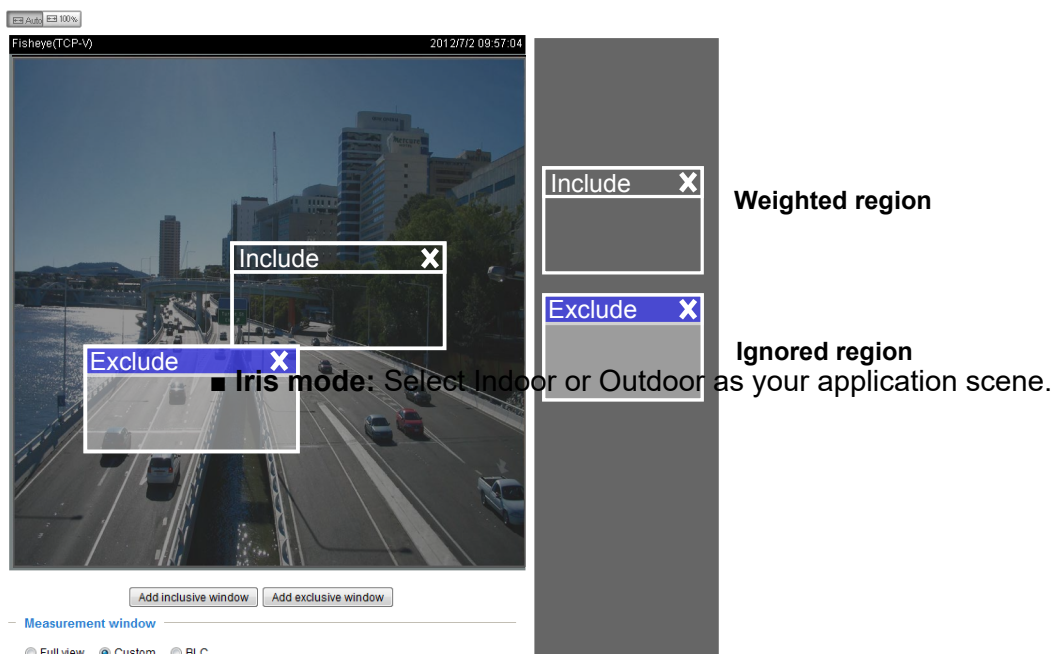 Auto 100%
Fisheye(TCP-V) 2012/7/2 09:57:04
Include
Weighted region
Include
Exclude
Ignored region
Exclude
■ Iris mode: Select Indoor or Outdoor as your application scene.
Add inclusive window Add exclusive window
Measurement window
Full view Custom BLC